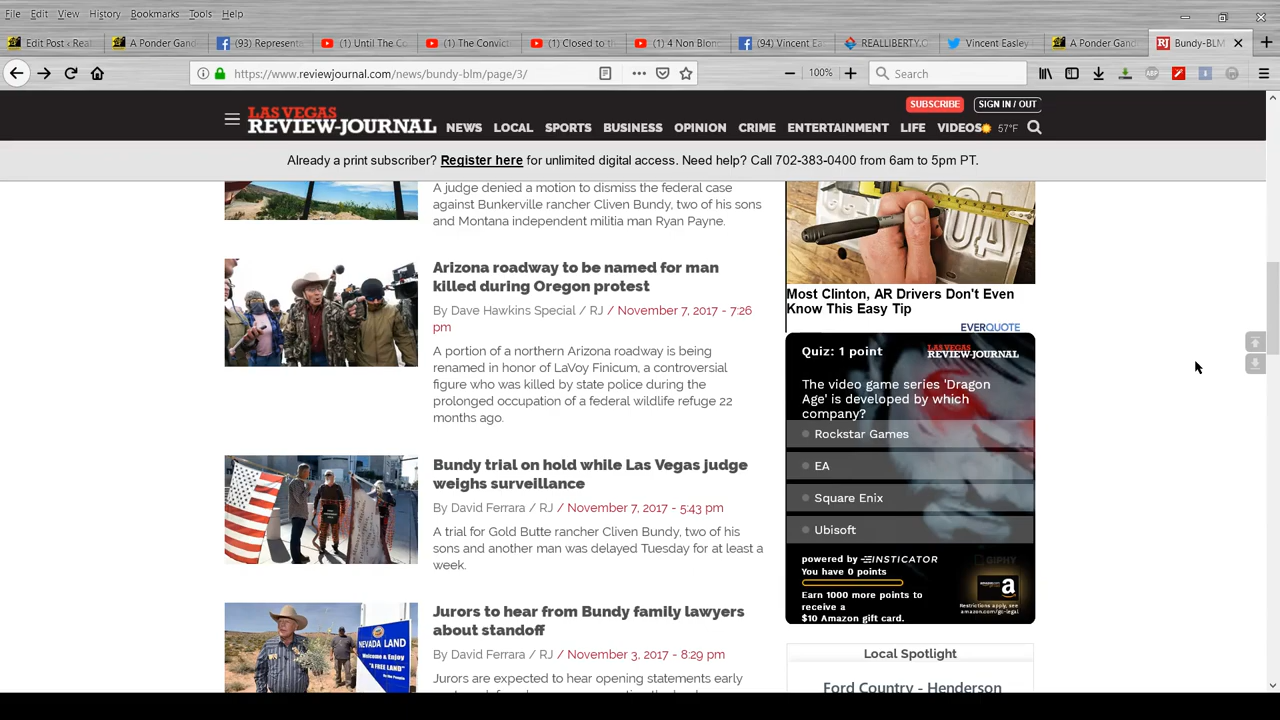 File Edit View History Bookmarks Tools Help
Edit Post ‹ Rea
A Ponder Gand
(93) Represent
(1) Until The Co
(1) The Convict
(1) Closed to t
(1) 4 Non Blon
(94) Vincent Ea
REALLIBERTY.O
Vincent Easley
A Ponder Gand
Bundy-BLM
https://www.reviewjournal.com/news/bundy-blm/page/3/
100%
Search
SUBSCRIBE
SIGN IN / OUT
LAS VEGAS
REVIEW-JOURNAL
NEWS LOCAL SPORTS BUSINESS OPINION CRIME ENTERTAINMENT LIFE VIDEOS 57°F
Already a print subscriber? Register here for unlimited digital access. Need help? Call 702-383-0400 from 6am to 5pm PT.
A judge denied a motion to dismiss the federal case
against Bunkerville rancher Cliven Bundy, two of his sons
and Montana independent militia man Ryan Payne.
Arizona roadway to be named for man
killed during Oregon protest
By Dave Hawkins Special / RJ / November 7, 2017 - 7:26
pm
A portion of a northern Arizona roadway is being
renamed in honor of LaVoy Finicum, a controversial
figure who was killed by state police during the
prolonged occupation of a federal wildlife refuge 22
months ago.
Bundy trial on hold while Las Vegas judge
weighs surveillance
By David Ferrara / RJ / November 7, 2017 - 5:43 pm
A trial for Gold Butte rancher Cliven Bundy, two of his
sons and another man was delayed Tuesday for at least a
week.
NEVADA LAND
"A FREE LAND"
Jurors to hear from Bundy family lawyers
about standoff
By David Ferrara / RJ / November 3, 2017 - 8:29 pm
Jurors are expected to hear opening statements early
Most Clinton, AR Drivers Don't Even
Know This Easy Tip
EVERQUOTE
Quiz: 1 point
LAS VEGAS
REVIEW-JOURNAL
The video game series 'Dragon
Age' is developed by which
company?
Rockstar Games
EA
Square Enix
Ubisoft
powered by INSTICATOR
You have 0 points
Earn 1000 more points to
receive a
$10 Amazon gift card.
GIPHY
Restrictions apply, see
amazon.com/gc-legal
Local Spotlight
Ford Country - Henderson